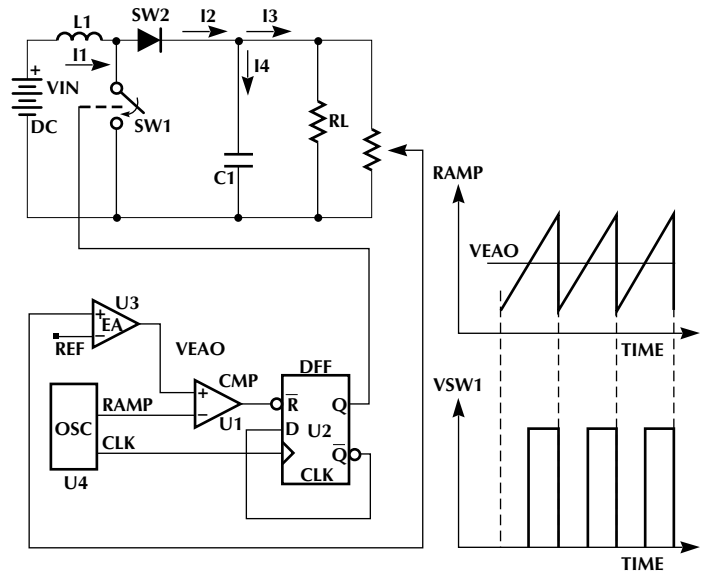 SW2
L1
I2
I3
I1
I4
+
VIN
DC
SW1
RL
C1
RAMP
VEAO
TIME
U3
+
EA
−
REF
VEAO
DFF
CMP
+
−
U1
R̅
Q
D
U2
Q̅
CLK
OSC
RAMP
CLK
U4
VSW1
TIME